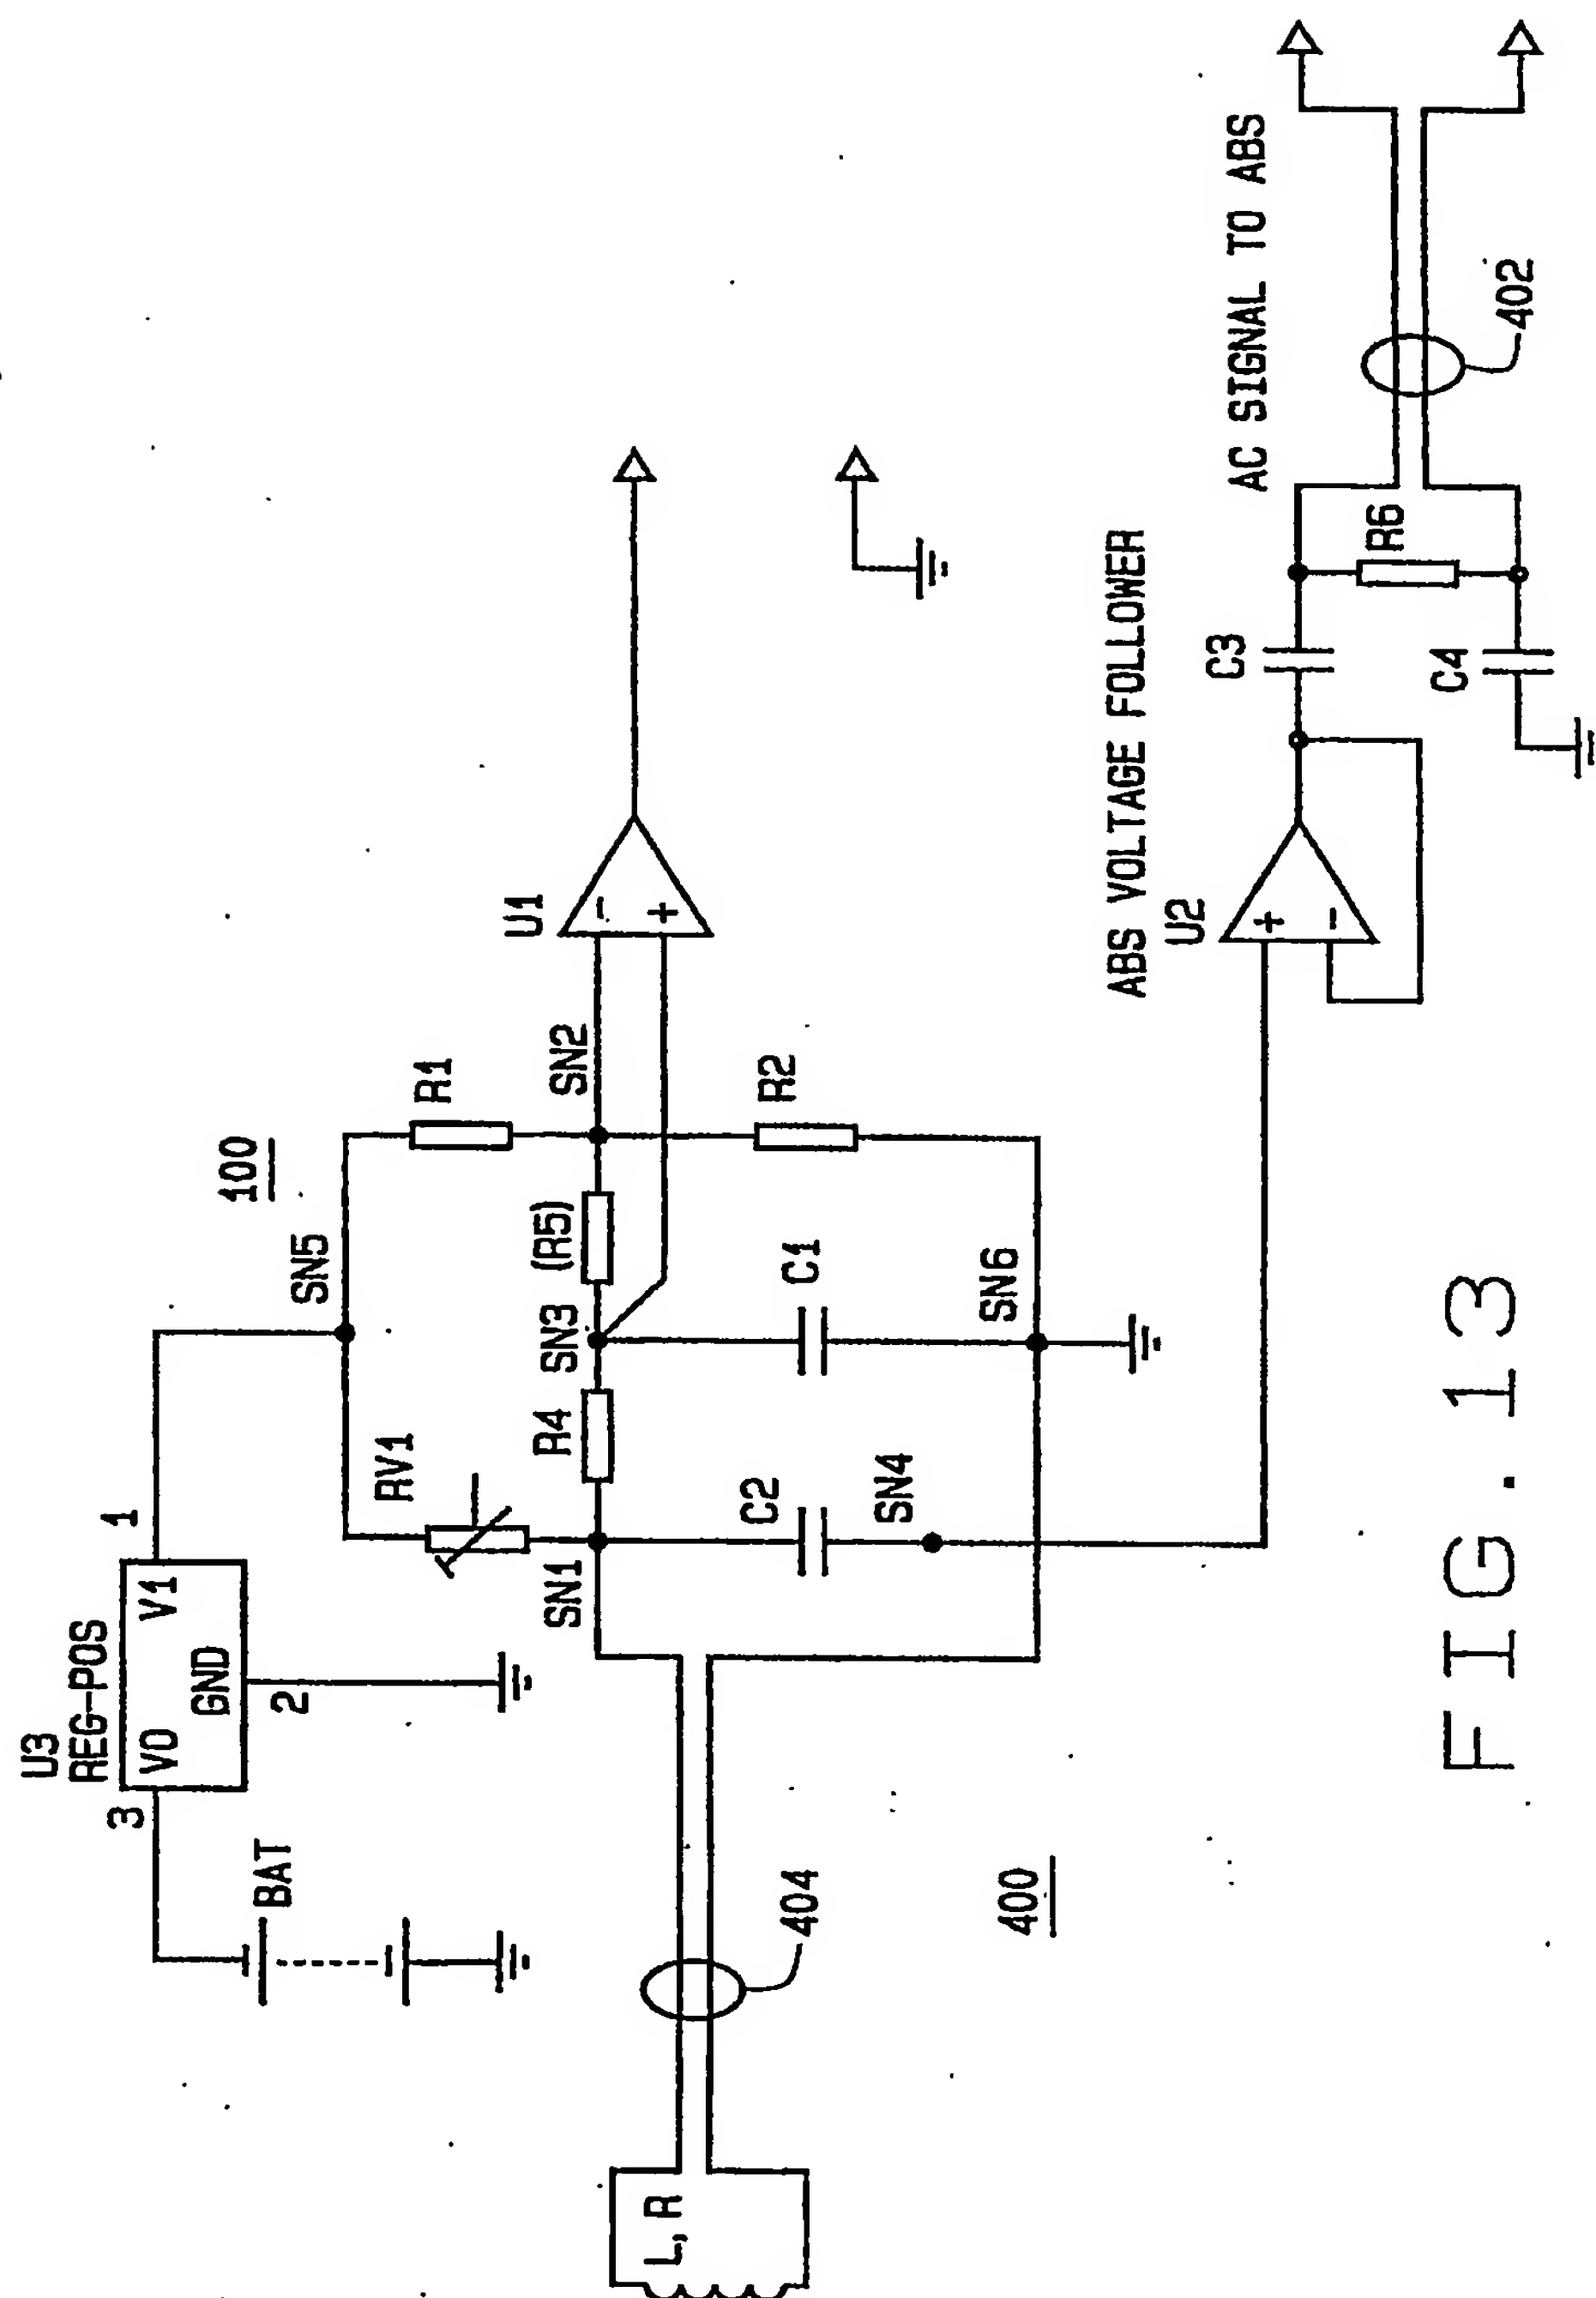 U3
REG-POS
3
VO
V1
1
GND
2
BAT
SN5
100
RV1
R1
SN1
R4
SN3
(R5)
SN2
U1
-
+
C2
C1
R2
SN4
SN6
404
L, R
400
ABS VOLTAGE FOLLOWER
U2
+
-
C3
R6
C4
AC SIGNAL TO ABS
402
FIG. 13